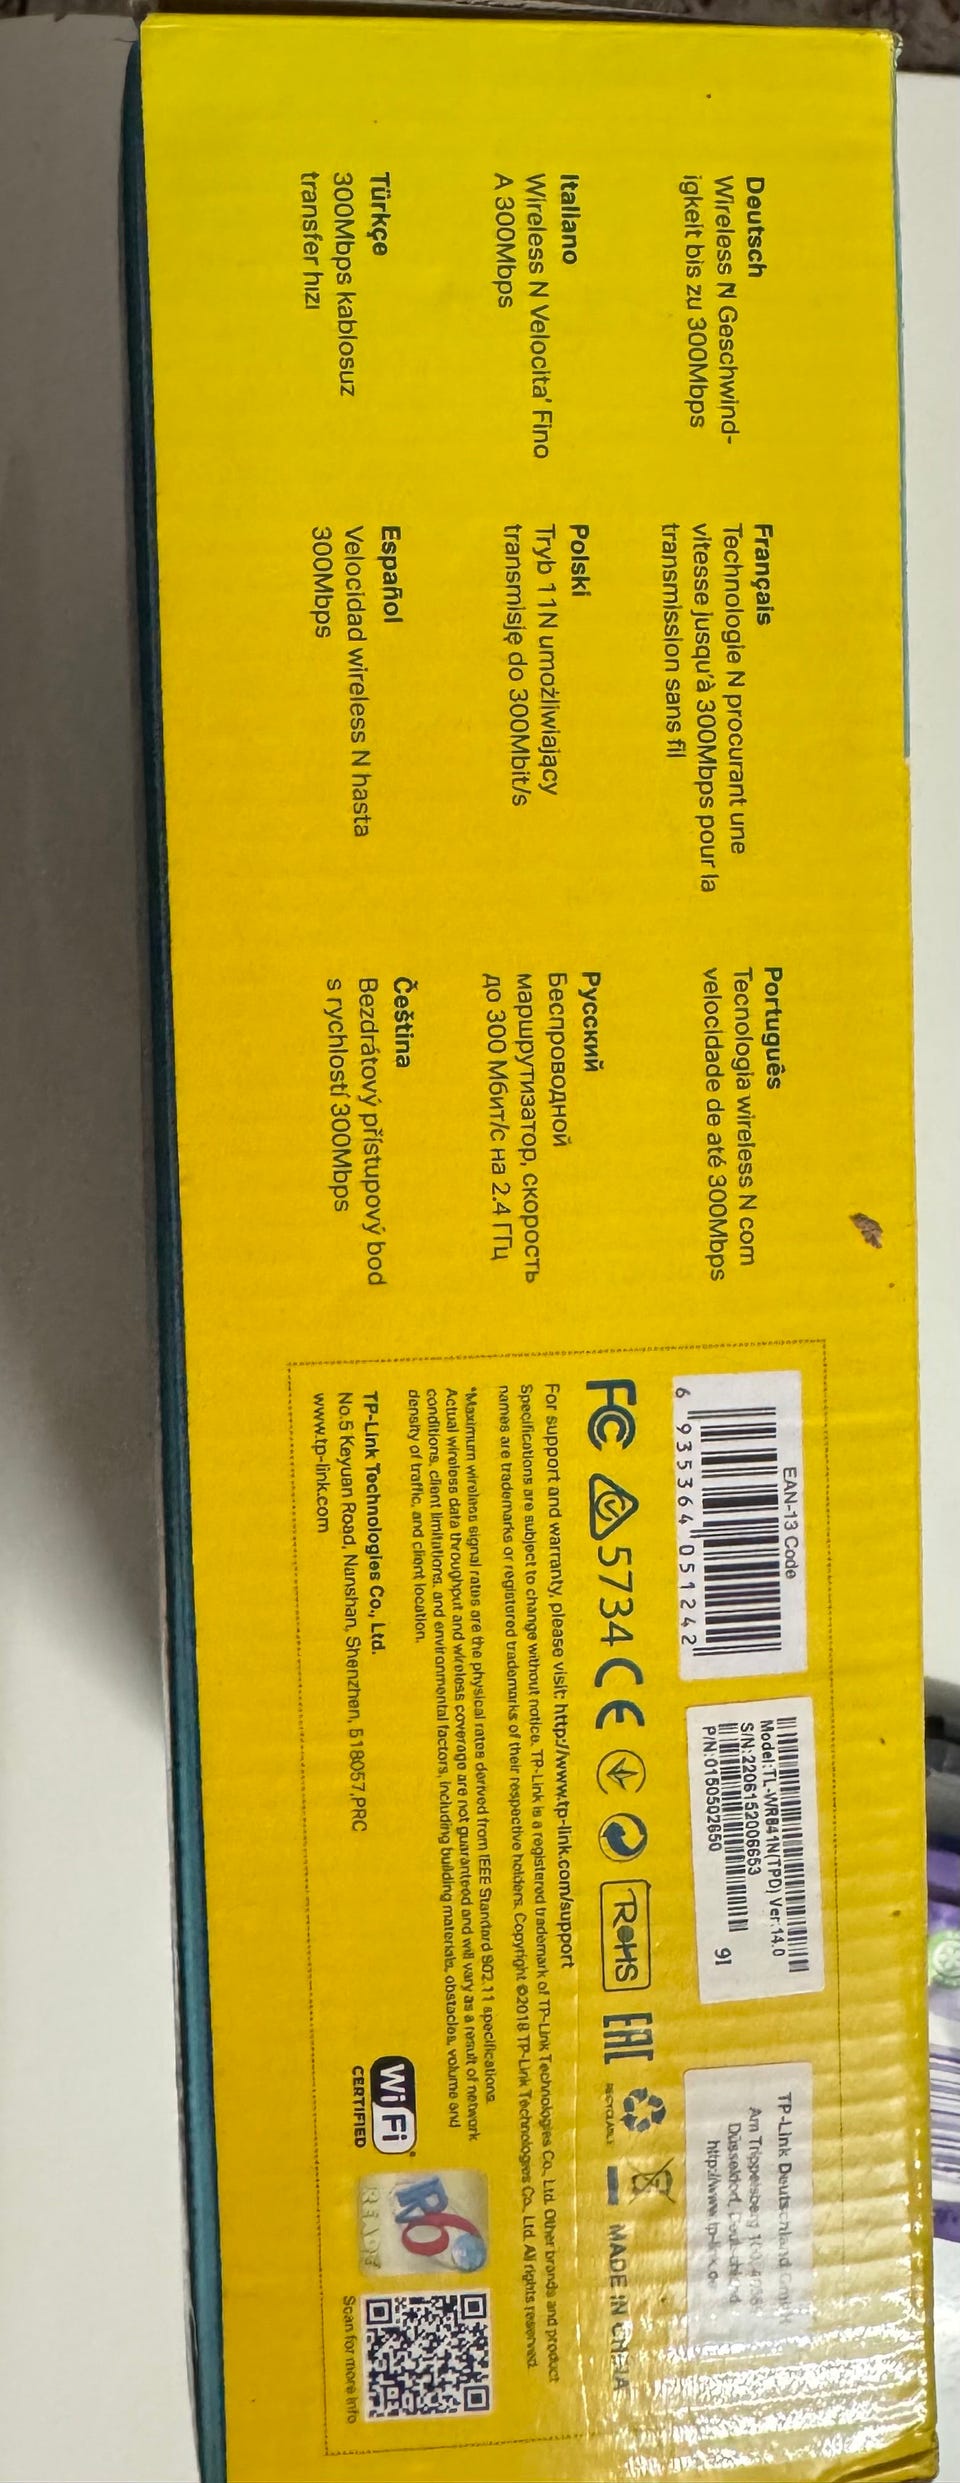 Deutsch
Wireless N Geschwind-
igkeit bis zu 300Mbps
Français
Technologie N procurant une
vitesse jusqu'à 300Mbps pour la
transmission sans fil
Português
Tecnologia wireless N com
velocidade de até 300Mbps
Italiano
Wireless N Velocita' Fino
A 300Mbps
Polski
Tryb 11N umożliwiający
transmisję do 300Mbit/s
Русский
Беспроводной
маршрутизатор, скорость
до 300 Мбит/с на 2.4 ГГц
Türkçe
300Mbps kablosuz
transfer hızı
Español
Velocidad wireless N hasta
300Mbps
Čeština
Bezdrátový přístupový bod
s rychlostí 300Mbps
EAN-13 Code
6 935364 051242
Model:TL-WR841N(TPD) Ver:14.0
S/N:2206152006653
P/N:0150502650
91
TP-Link Deutschland
Am Trippelsberg
Düsseldorf,
FC 5734 CE RoHS EAC
RECYCLABLE
MADE IN CHINA
For support and warranty, please visit: http://www.tp-link.com/support
Specifications are subject to change without notice. TP-Link is a registered trademark of TP-Link Technologies Co., Ltd. Other brands and product
names are trademarks or registered trademarks of their respective holders. Copyright ©2018 TP-Link Technologies Co., Ltd. All rights reserved.
*Maximum wireless signal rates are the physical rates derived from IEEE Standard 802.11 specifications.
Actual wireless data throughput and wireless coverage are not guaranteed and will vary as a result of network
conditions, client limitations, and environmental factors, including building materials, obstacles, volume and
density of traffic, and client location.
TP-Link Technologies Co., Ltd.
No.5 Keyuan Road, Nanshan, Shenzhen, 518057,PRC
www.tp-link.com
Wi Fi
CERTIFIED
Scan for more info